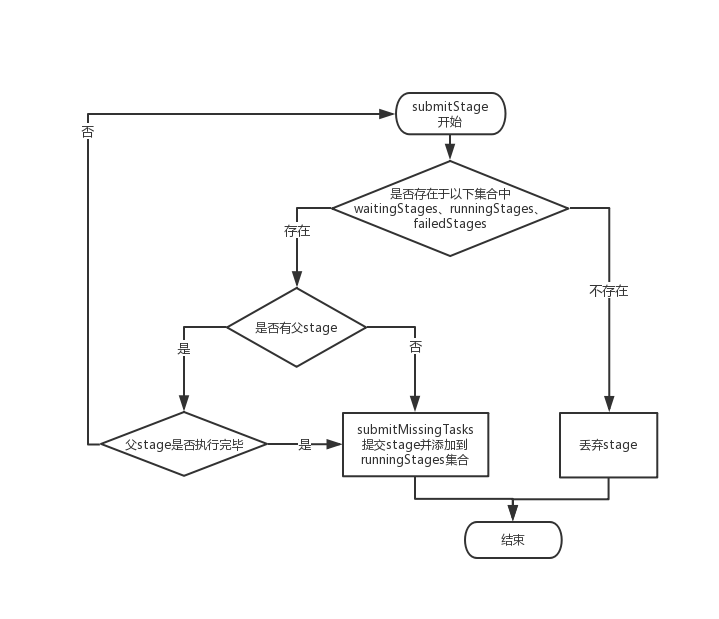 submitStage
开始
否
是否存在于以下集合中
waitingStages、runningStages、
failedStages
存在
不存在
是否有父stage
是
否
父stage是否执行完毕
是
submitMissingTasks
提交stage并添加到
runningStages集合
丢弃stage
结束